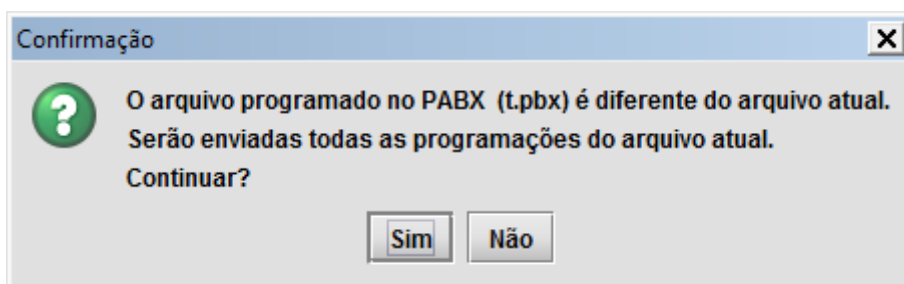 Confirmação
O arquivo programado no PABX (t.pbx) é diferente do arquivo atual.
Serão enviadas todas as programações do arquivo atual.
Continuar?
Sim Não